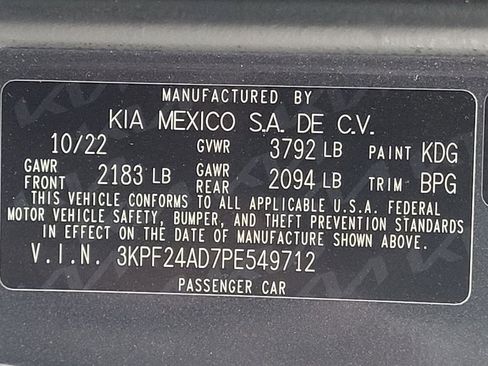 MANUFACTURED BY
KIA MEXICO S.A. DE C.V.
10/22 GVWR 3792 LB PAINT KDG
GAWR FRONT 2183 LB GAWR REAR 2094 LB TRIM BPG
THIS VEHICLE CONFORMS TO ALL APPLICABLE U.S.A. FEDERAL
MOTOR VEHICLE SAFETY, BUMPER, AND THEFT PREVENTION STANDARDS
IN EFFECT ON THE DATE OF MANUFACTURE SHOWN ABOVE.
V.I.N. 3KPF24AD7PE549712
PASSENGER CAR